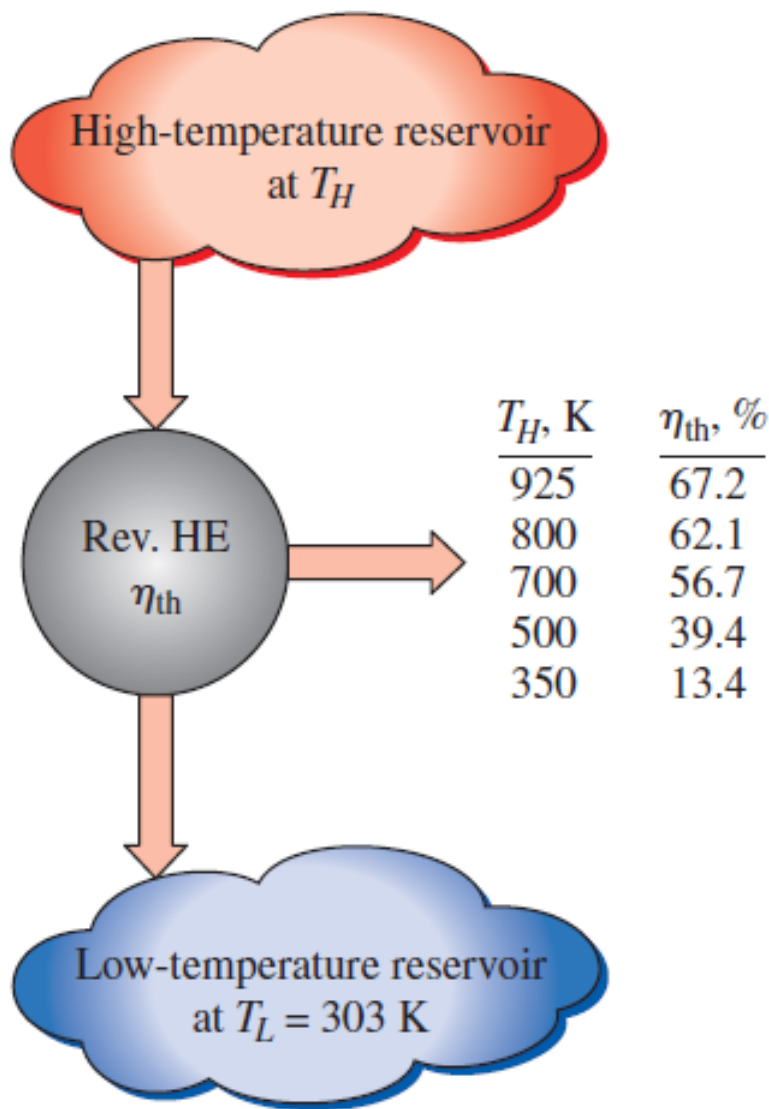 High-temperature reservoir
at T_H
T_H, K η_th, %
925 67.2
800 62.1
700 56.7
500 39.4
350 13.4
Rev. HE
η_th
Low-temperature reservoir
at T_L = 303 K